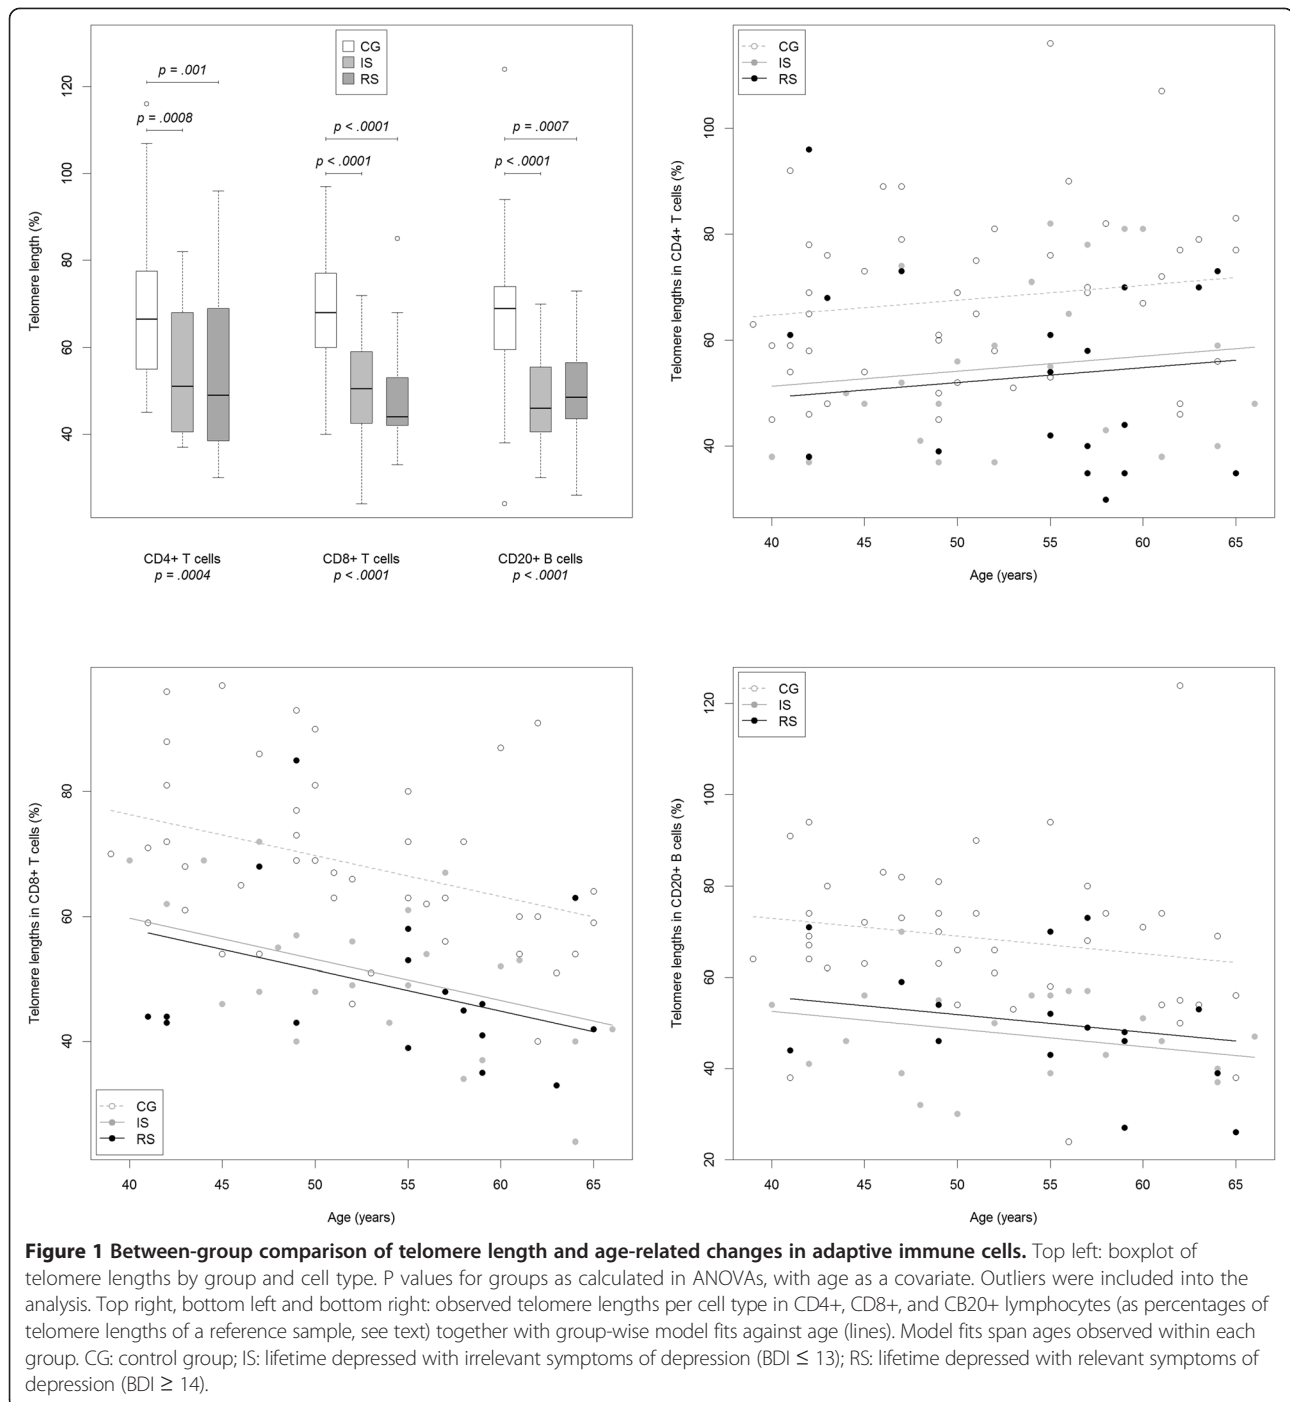 CG
IS
RS
p = .001
p = .0008
p < .0001
p < .0001
p = .0007
p < .0001
Telomere length (%)
120
100
80
60
40
CD4+ T cells
p = .0004
CD8+ T cells
p < .0001
CD20+ B cells
p < .0001
CG
IS
RS
Telomere lengths in CD4+ T cells (%)
100
80
60
40
40 45 50 55 60 65
Age (years)
Telomere lengths in CD8+ T cells (%)
80
60
40
CG
IS
RS
40 45 50 55 60 65
Age (years)
CG
IS
RS
Telomere lengths in CD20+ B cells (%)
120
100
80
60
40
20
40 45 50 55 60 65
Age (years)
Figure 1 Between-group comparison of telomere length and age-related changes in adaptive immune cells. Top left: boxplot of
telomere lengths by group and cell type. P values for groups as calculated in ANOVAs, with age as a covariate. Outliers were included into the
analysis. Top right, bottom left and bottom right: observed telomere lengths per cell type in CD4+, CD8+, and CB20+ lymphocytes (as percentages of
telomere lengths of a reference sample, see text) together with group-wise model fits against age (lines). Model fits span ages observed within each
group. CG: control group; IS: lifetime depressed with irrelevant symptoms of depression (BDI ≤ 13); RS: lifetime depressed with relevant symptoms of
depression (BDI ≥ 14).